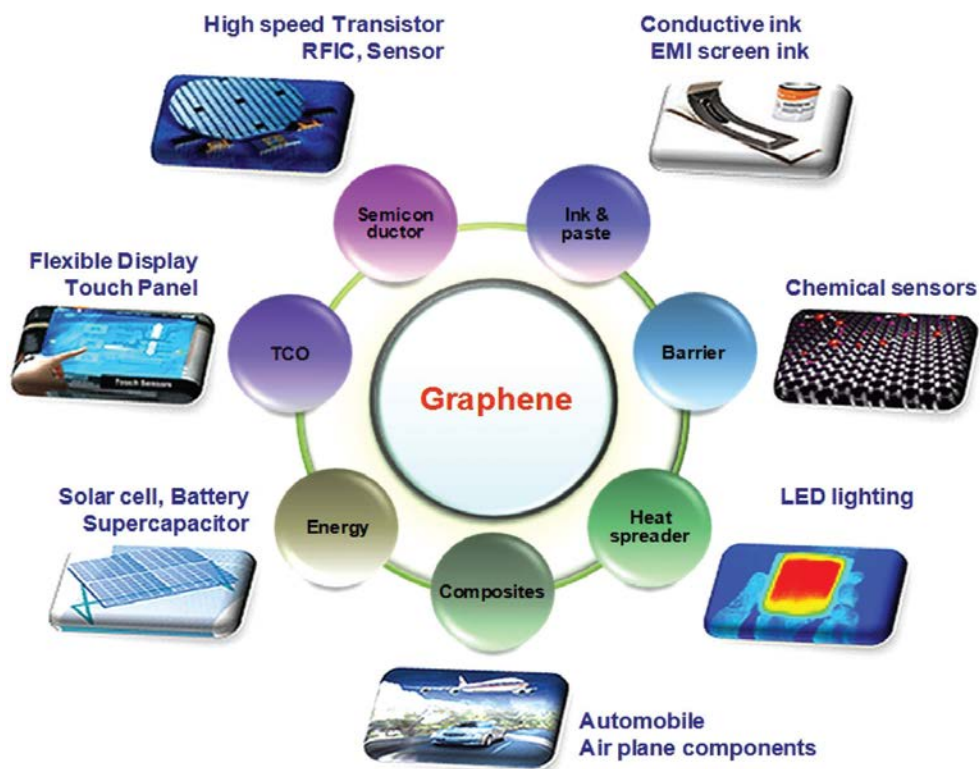 High speed Transistor
RFIC, Sensor
Conductive ink
EMI screen ink
Semicon
ductor
Ink &
paste
Flexible Display
Touch Panel
Touch Sensors
TCO
Graphene
Barrier
Chemical sensors
Solar cell, Battery
Supercapacitor
Energy
Composites
Heat
spreader
LED lighting
Automobile
Air plane components